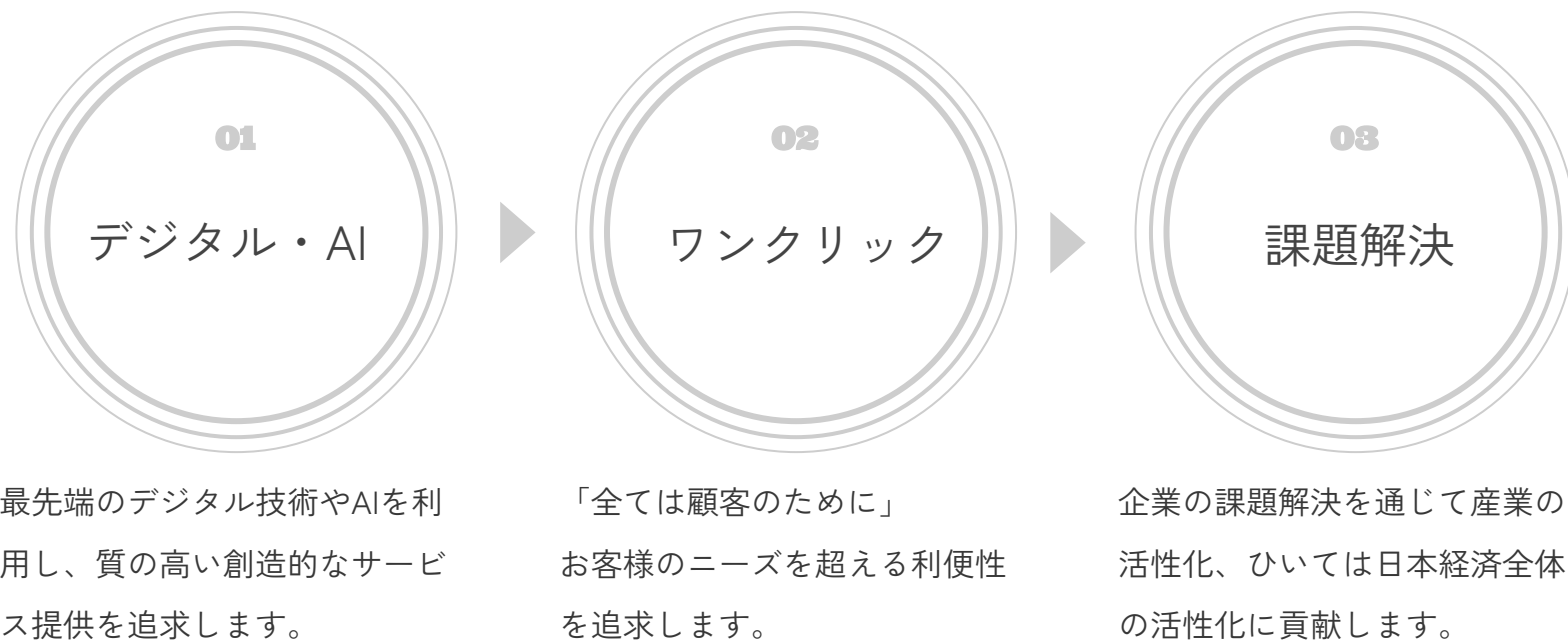 01
デジタル・AI
最先端のデジタル技術やAIを利
用し、質の高い創造的なサービ
ス提供を追求します。
02
ワンクリック
「全ては顧客のために」
お客様のニーズを超える利便性
を追求します。
03
課題解決
企業の課題解決を通じて産業の
活性化、ひいては日本経済全体
の活性化に貢献します。